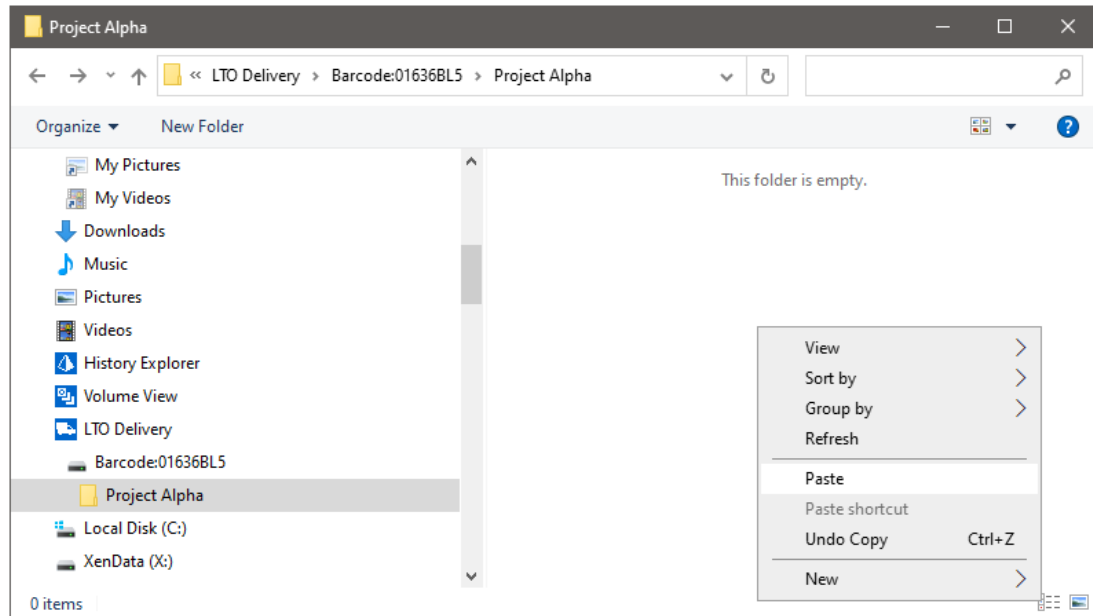 Project Alpha
« LTO Delivery > Barcode:01636BL5 > Project Alpha
Organize New Folder
My Pictures
My Videos
Downloads
Music
Pictures
Videos
History Explorer
Volume View
LTO Delivery
Barcode:01636BL5
Project Alpha
Local Disk (C:)
XenData (X:)
This folder is empty.
View
Sort by
Group by
Refresh
Paste
Paste shortcut
Undo Copy Ctrl+Z
New
0 items